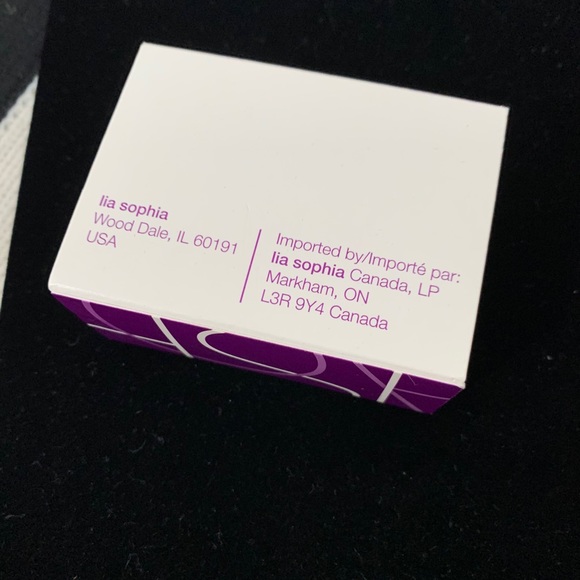 lia sophia
Wood Dale, IL 60191
USA
Imported by/Importé par:
lia sophia Canada, LP
Markham, ON
L3R 9Y4 Canada